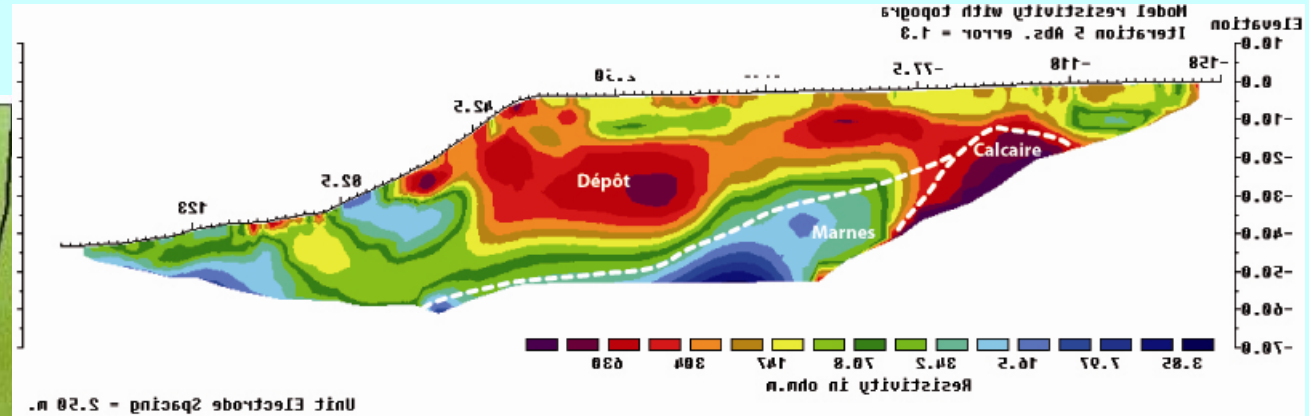 Model resistivity with topogra
Iteration 5 Abs. error = 1.3
Elevation
10.0
0.0
-10.0
-20.0
-30.0
-40.0
-50.0
-60.0
-70.0
-150
-110
-77.5
42.5
82.5
123
Calcaire
Dépôt
Marnes
3.85 7.97 16.5 34.2 70.8 147 304 630
Resistivity in ohm.m
Unit Electrode Spacing = 2.50 m.